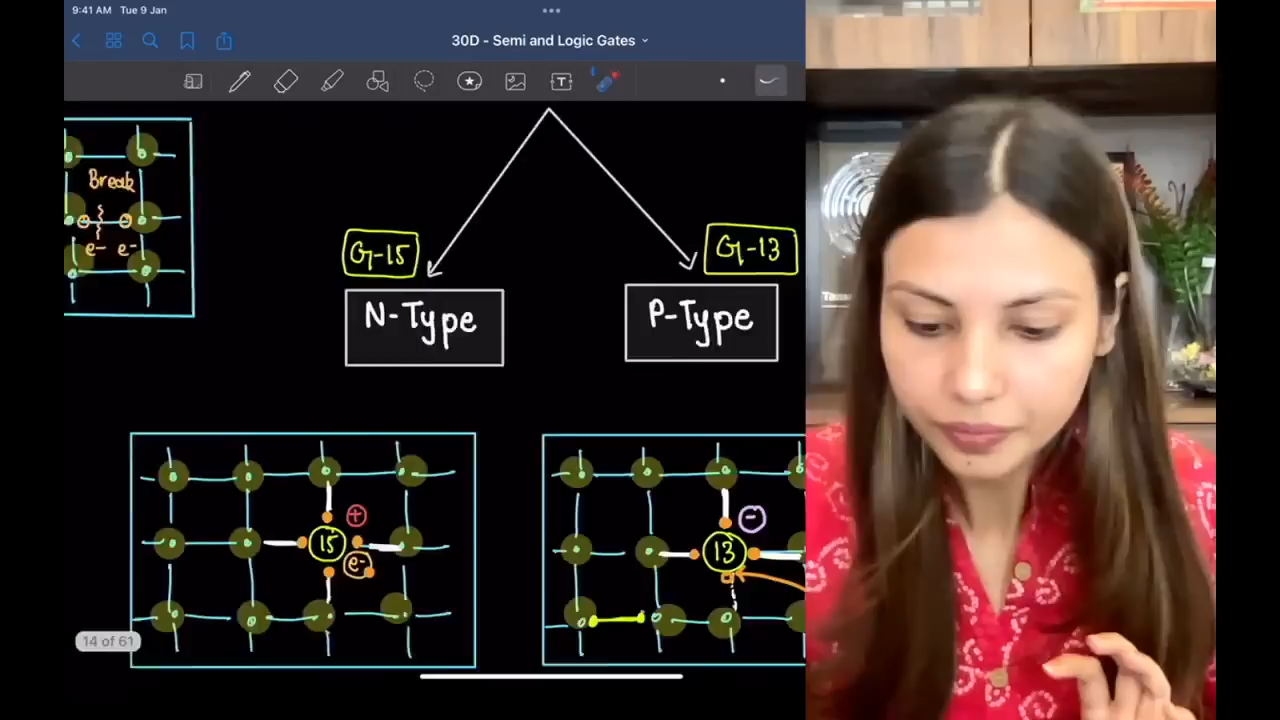 9:41 AM Tue 9 Jan
30D - Semi and Logic Gates
T
Break
e- e-
G-15
G-13
N-Type
P-Type
+
15
e-
-
13
14 of 61